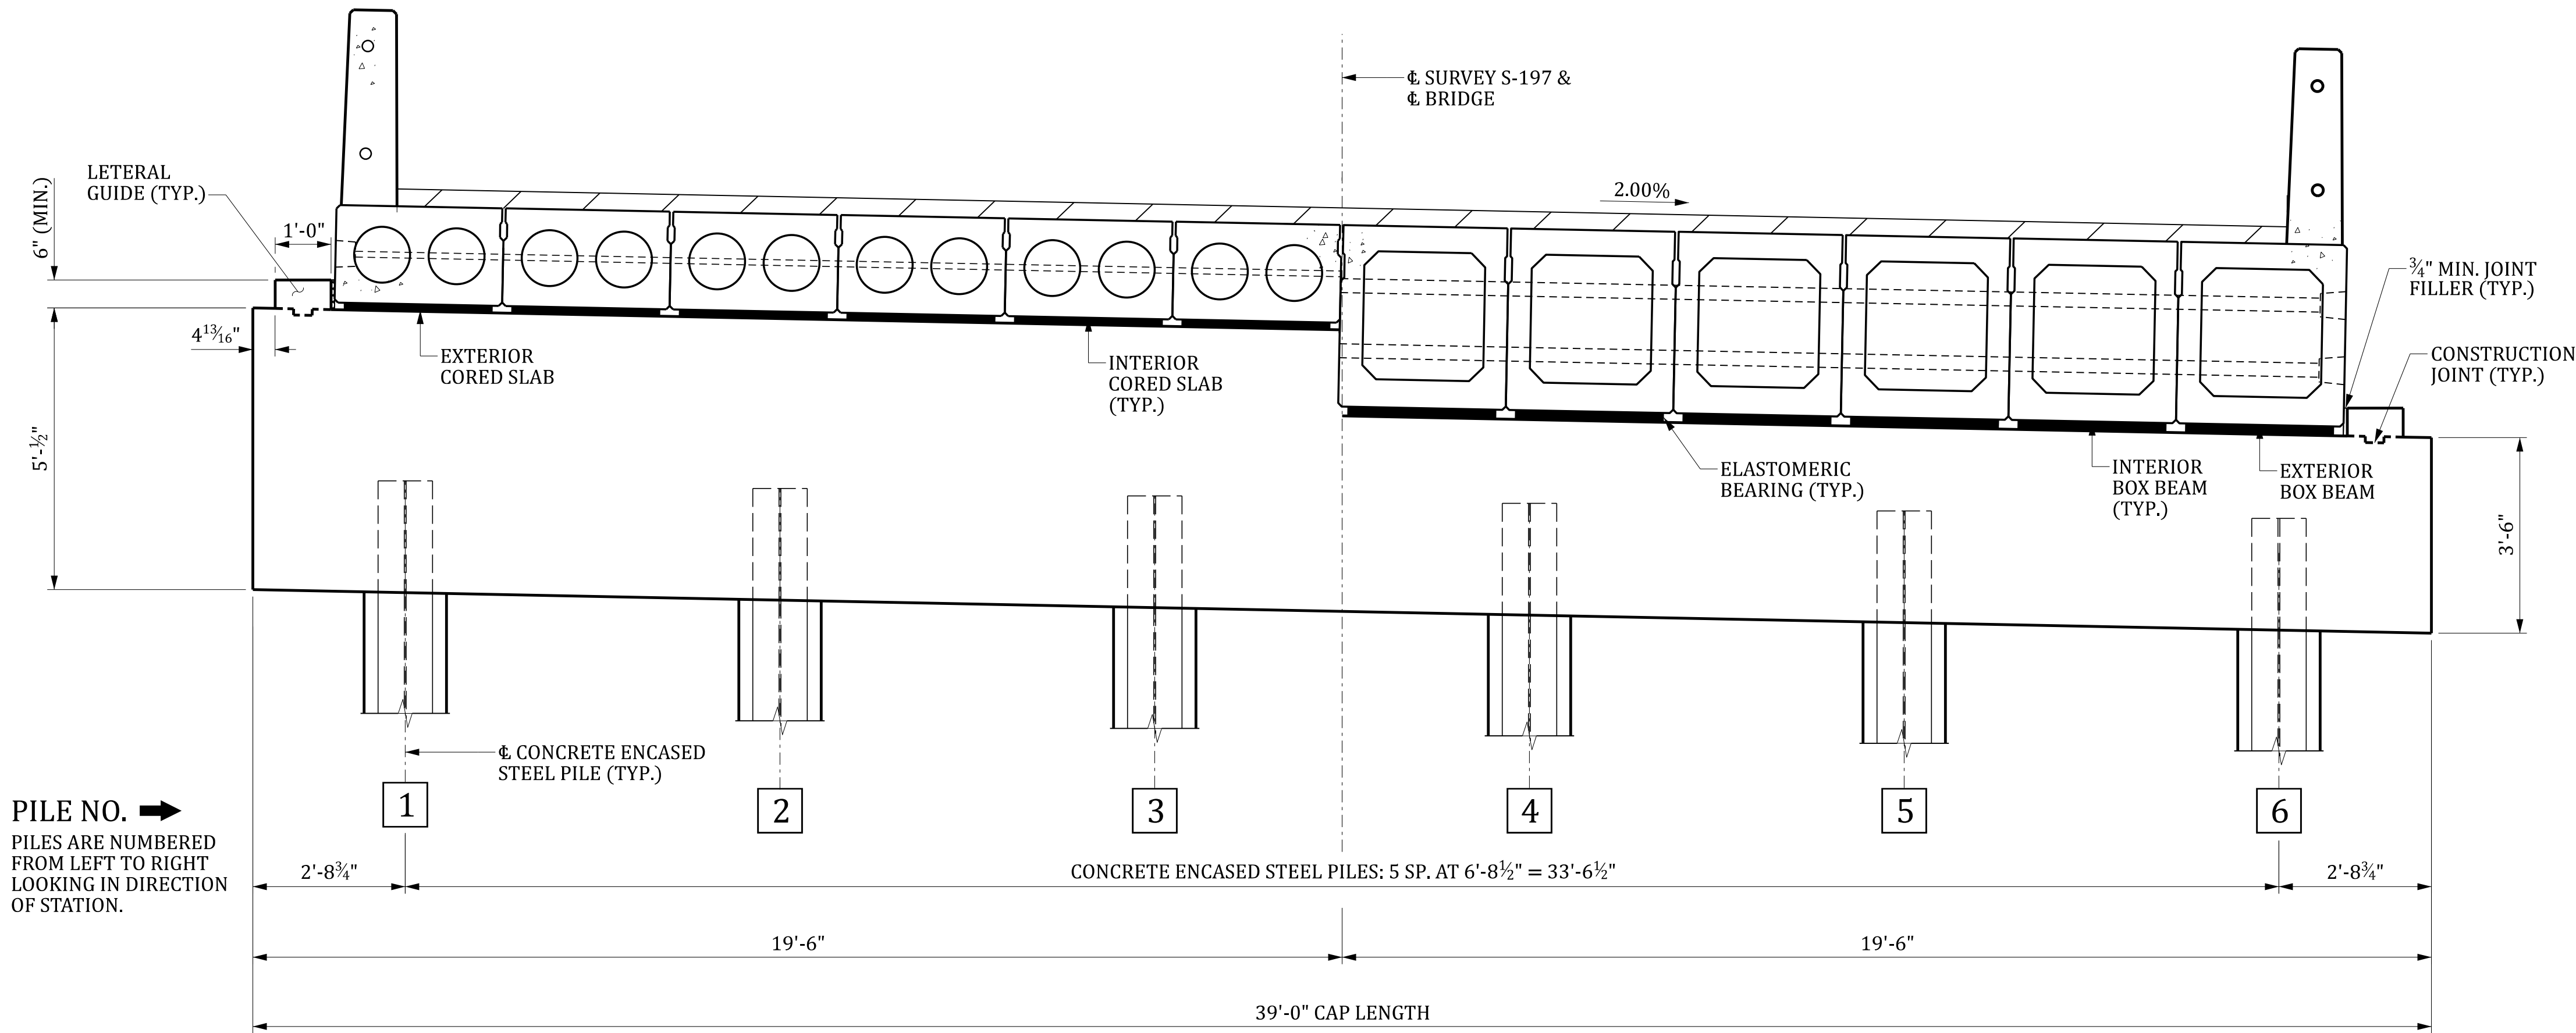 ℄ SURVEY S-197 &
℄ BRIDGE
2.00%
LETERAL
GUIDE (TYP.)
6" (MIN.)
1'-0"
4 13/16"
5'-½"
EXTERIOR
CORED SLAB
INTERIOR
CORED SLAB
(TYP.)
ELASTOMERIC
BEARING (TYP.)
INTERIOR
BOX BEAM
(TYP.)
EXTERIOR
BOX BEAM
¾" MIN. JOINT
FILLER (TYP.)
CONSTRUCTION
JOINT (TYP.)
3'-6"
℄ CONCRETE ENCASED
STEEL PILE (TYP.)
PILE NO. 🡆
PILES ARE NUMBERED
FROM LEFT TO RIGHT
LOOKING IN DIRECTION
OF STATION.
1
2
3
4
5
6
2'-8¾"
CONCRETE ENCASED STEEL PILES: 5 SP. AT 6'-8½" = 33'-6½"
2'-8¾"
19'-6"
19'-6"
39'-0" CAP LENGTH